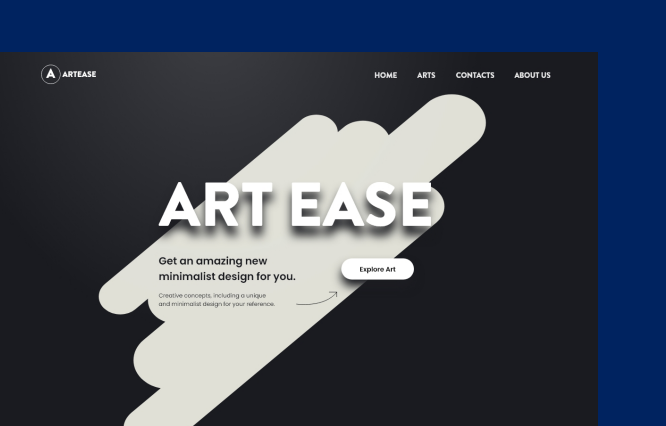 ARTEASE
HOME ARTS CONTACTS ABOUT US
ART EASE
Get an amazing new
minimalist design for you.
Explore Art
Creative concepts, including a unique
and minimalist design for your reference.